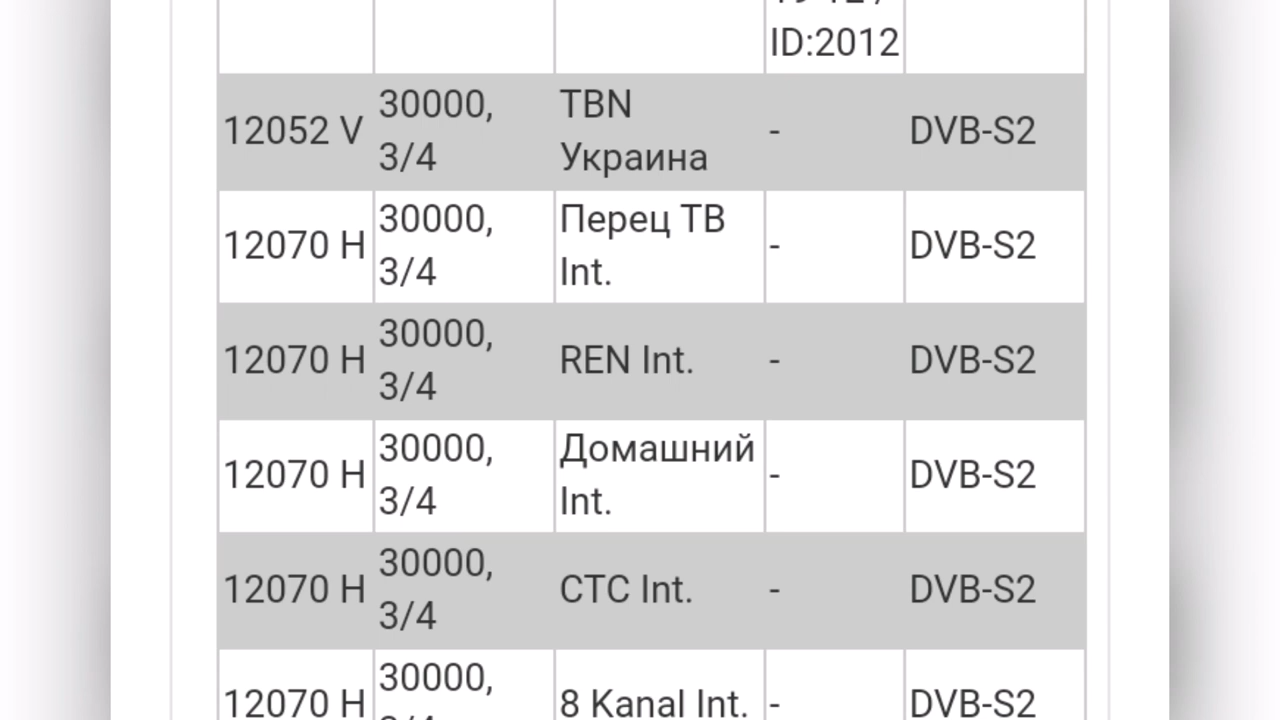 ID:2012
12052 V
30000,
3/4
TBN
Украина
-
DVB-S2
12070 H
30000,
3/4
Перец ТВ
Int.
-
DVB-S2
12070 H
30000,
3/4
REN Int.
-
DVB-S2
12070 H
30000,
3/4
Домашний
Int.
-
DVB-S2
12070 H
30000,
3/4
СТС Int.
-
DVB-S2
12070 H
30000,
8 Kanal Int.
-
DVB-S2